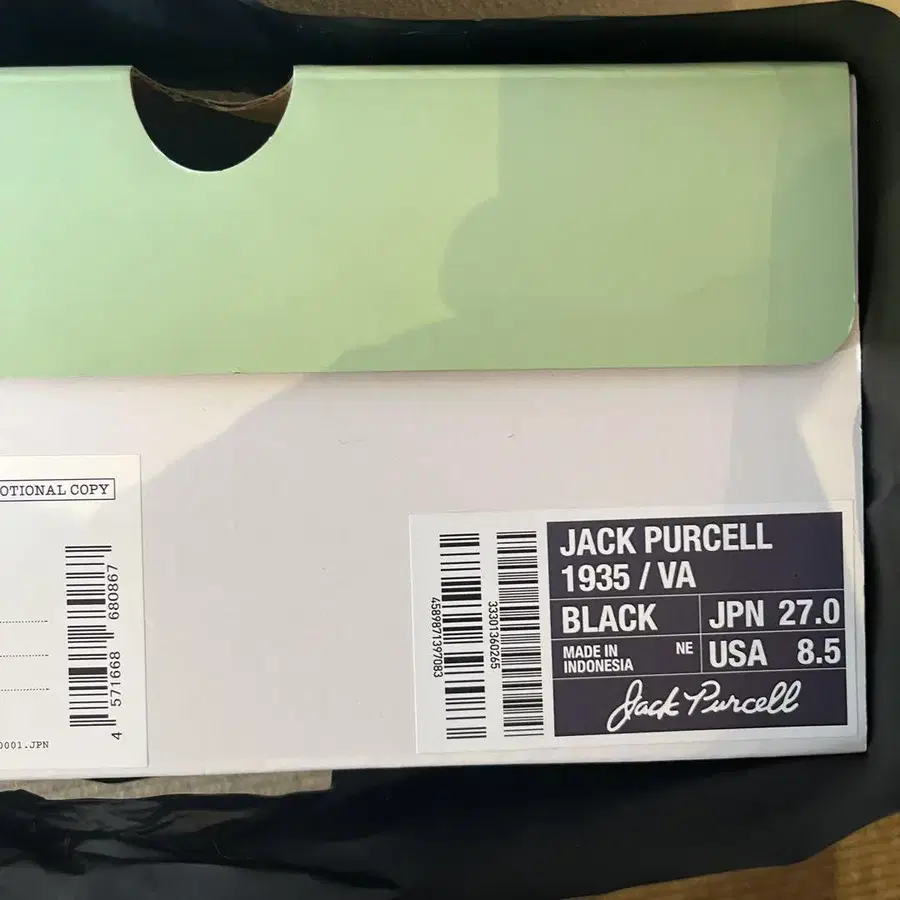 OTIONAL COPY
4 571668 680867
0001.JPN
4589871397083
33301360265
JACK PURCELL
1935 / VA
BLACK
JPN 27.0
MADE IN
INDONESIA
NE
USA 8.5
Jack Purcell